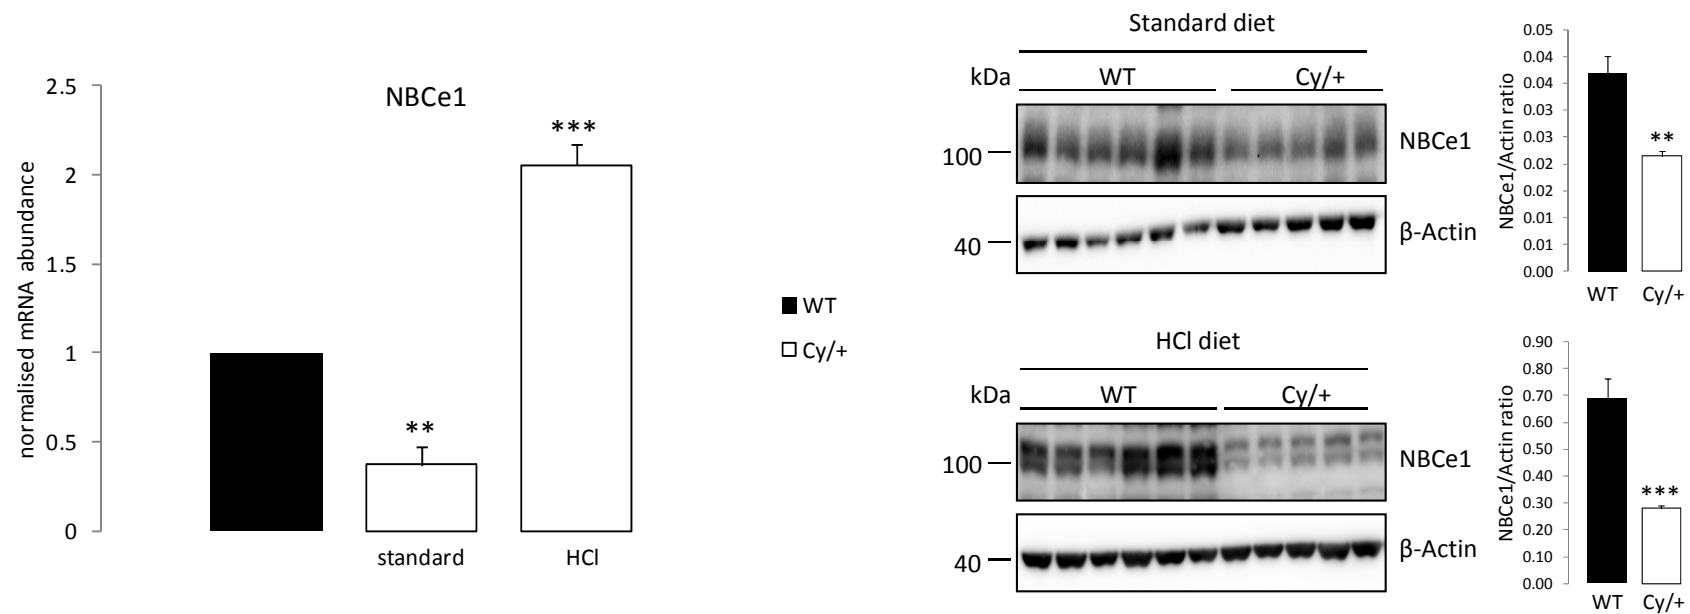 NBCe1
normalised mRNA abundance
2.5
2
1.5
1
0.5
0
**
***
standard
HCl
WT
Cy/+
Standard diet
kDa
WT
Cy/+
100
NBCe1
40
β-Actin
NBCe1/Actin ratio
0.05
0.04
0.04
0.03
0.03
0.02
0.02
0.01
0.01
0.00
**
WT
Cy/+
HCl diet
kDa
WT
Cy/+
100
NBCe1
40
β-Actin
NBCe1/Actin ratio
0.90
0.80
0.70
0.60
0.50
0.40
0.30
0.20
0.10
0.00
***
WT
Cy/+